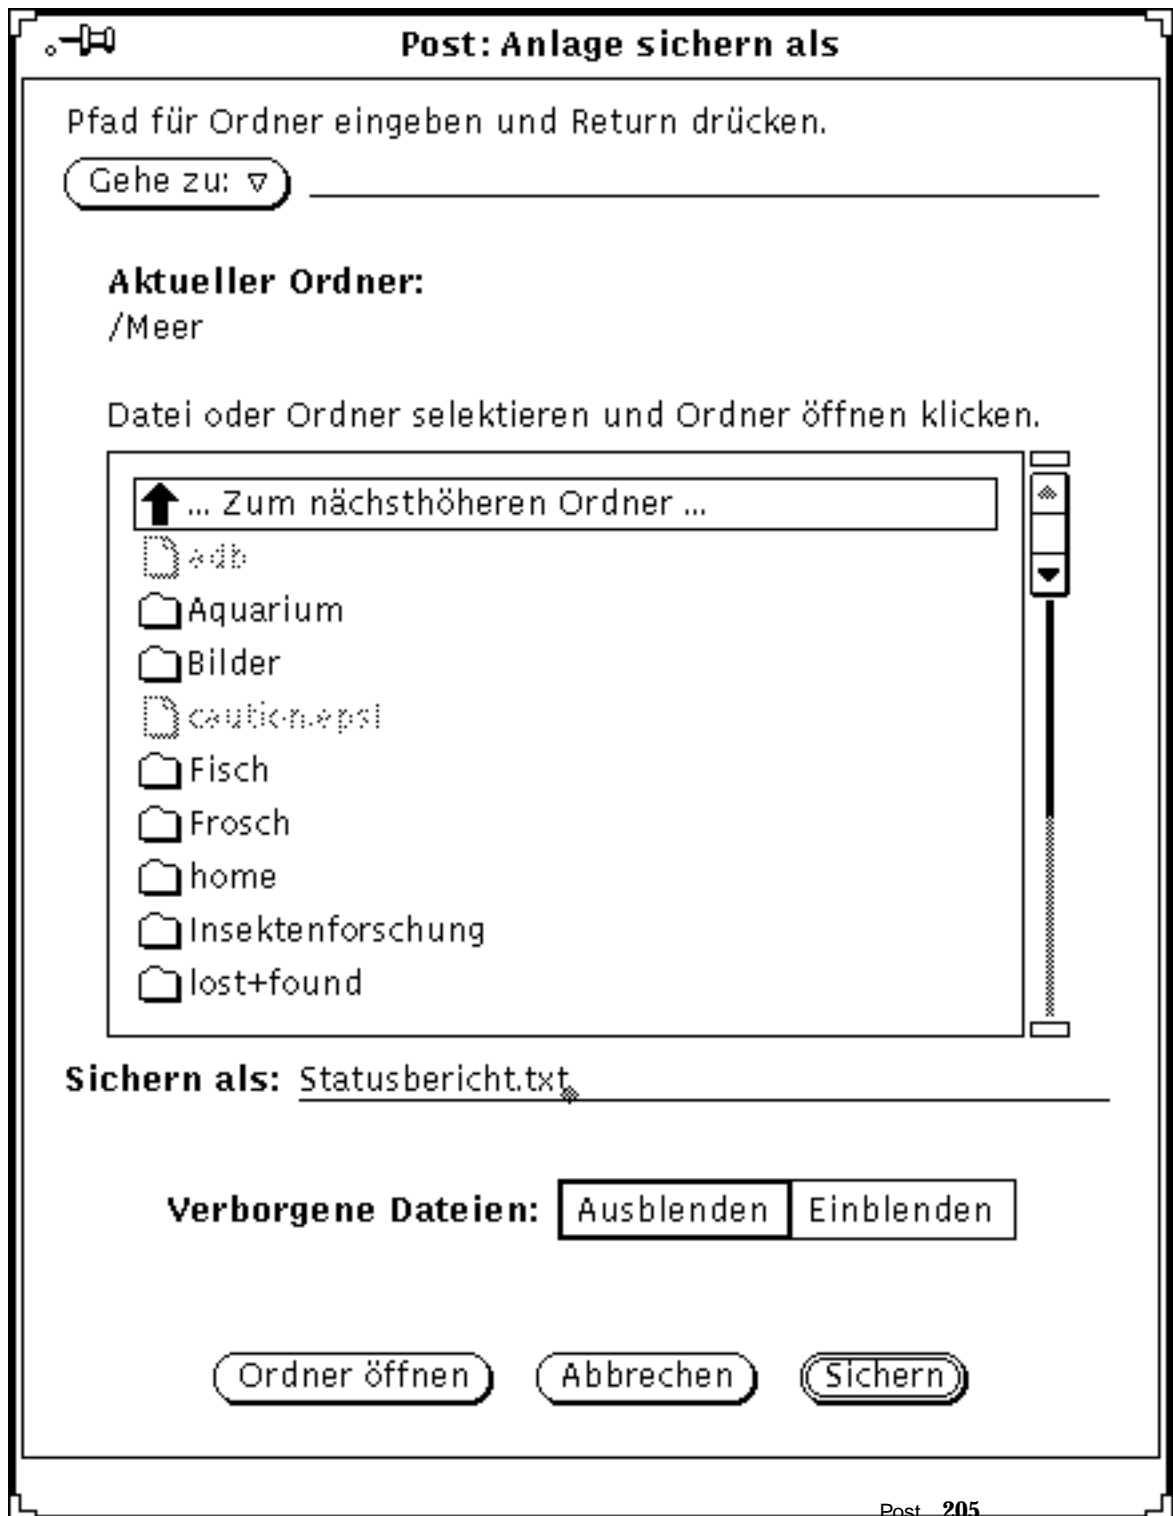 Post: Anlage sichern als
Pfad für Ordner eingeben und Return drücken.
Gehe zu:
Aktueller Ordner:
/Meer
Datei oder Ordner selektieren und Ordner öffnen klicken.
... Zum nächsthöheren Ordner ...
adb
Aquarium
Bilder
caution.epsi
Fisch
Frosch
home
Insektenforschung
lost+found
Sichern als: Statusbericht.txt
Verborgene Dateien: Ausblenden Einblenden
Ordner öffnen Abbrechen Sichern
Post 205